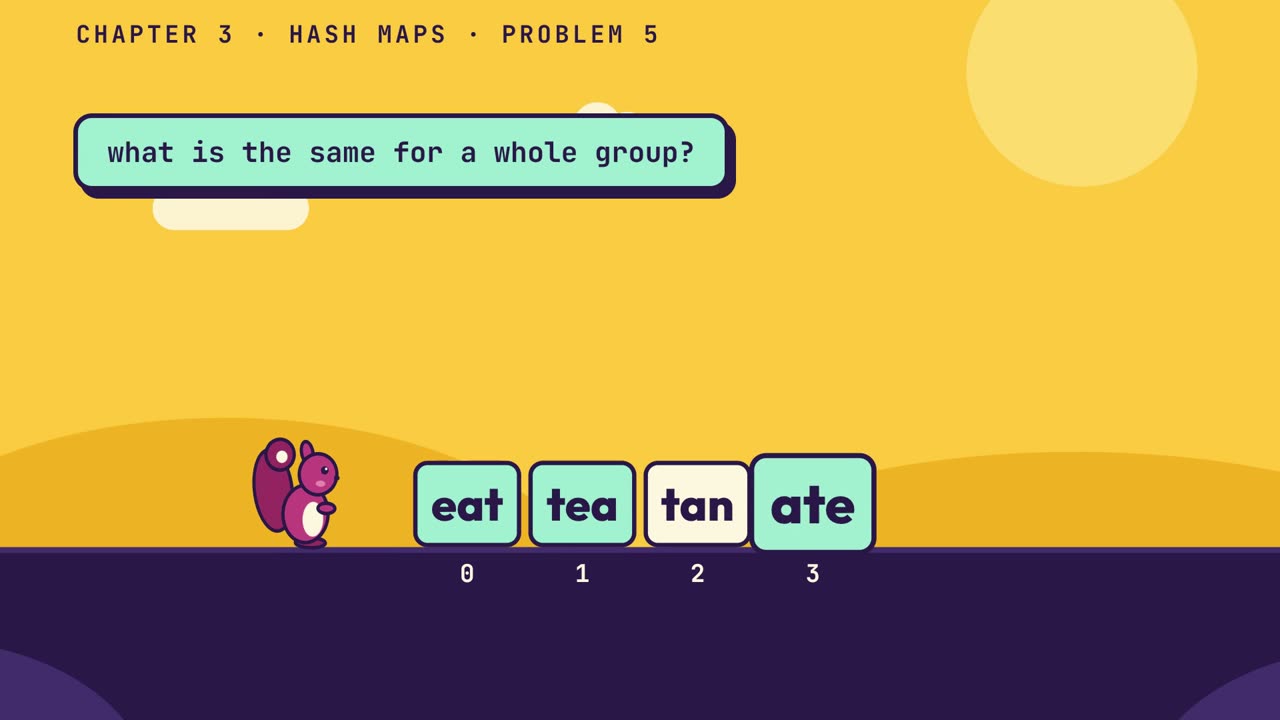 CHAPTER 3 · HASH MAPS · PROBLEM 5
what is the same for a whole group?
eat tea tan ate
0 1 2 3